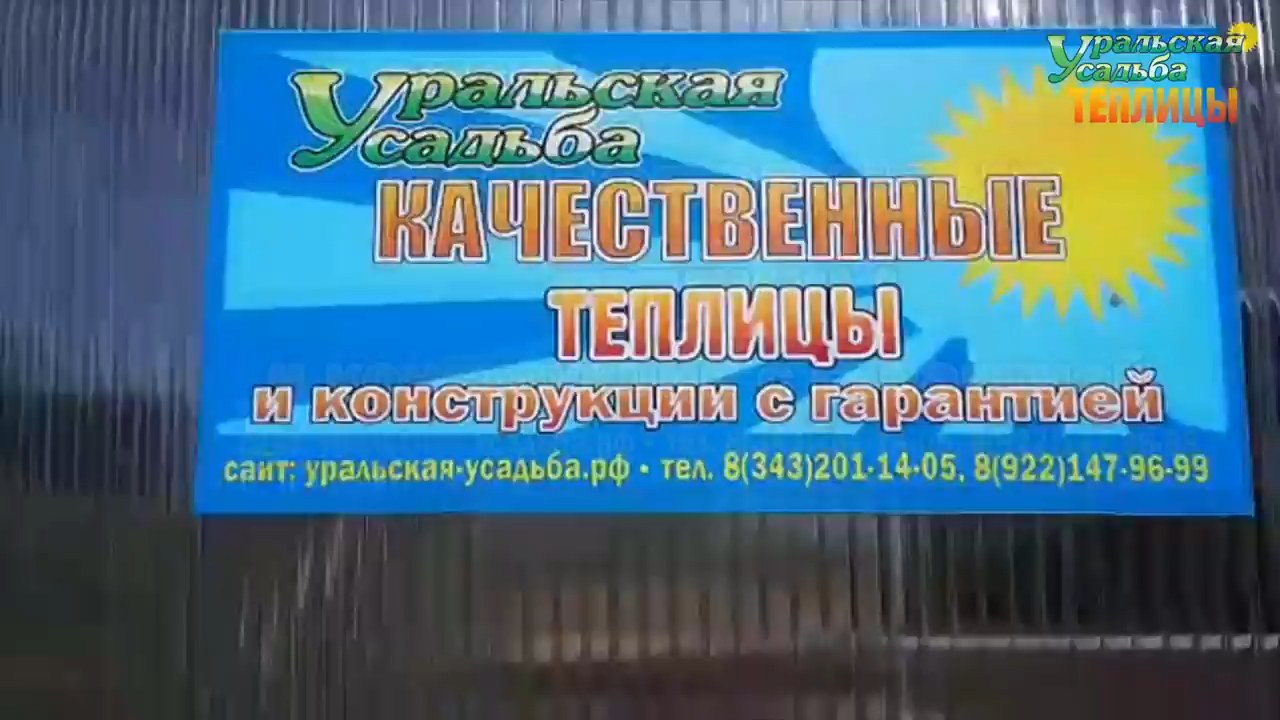 Уральская
Усадьба
КАЧЕСТВЕННЫЕ
ТЕПЛИЦЫ
и конструкции с гарантией
сайт: уральская-усадьба.рф • тел. 8(343)201-14-05, 8(922)147-96-99
Уральская
Усадьба
ТЕПЛИЦЫ